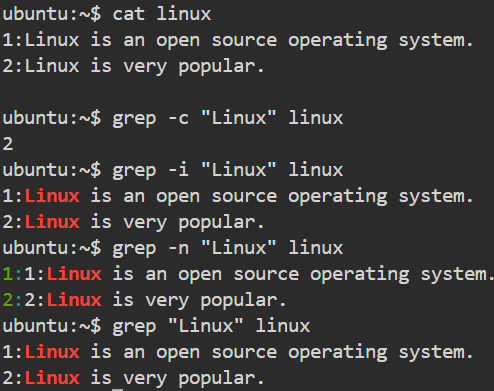 ubuntu:~$ cat linux
1:Linux is an open source operating system.
2:Linux is very popular.
ubuntu:~$ grep -c "Linux" linux
2
ubuntu:~$ grep -i "Linux" linux
1:Linux is an open source operating system.
2:Linux is very popular.
ubuntu:~$ grep -n "Linux" linux
1:1:Linux is an open source operating system.
2:2:Linux is very popular.
ubuntu:~$ grep "Linux" linux
1:Linux is an open source operating system.
2:Linux is very popular.